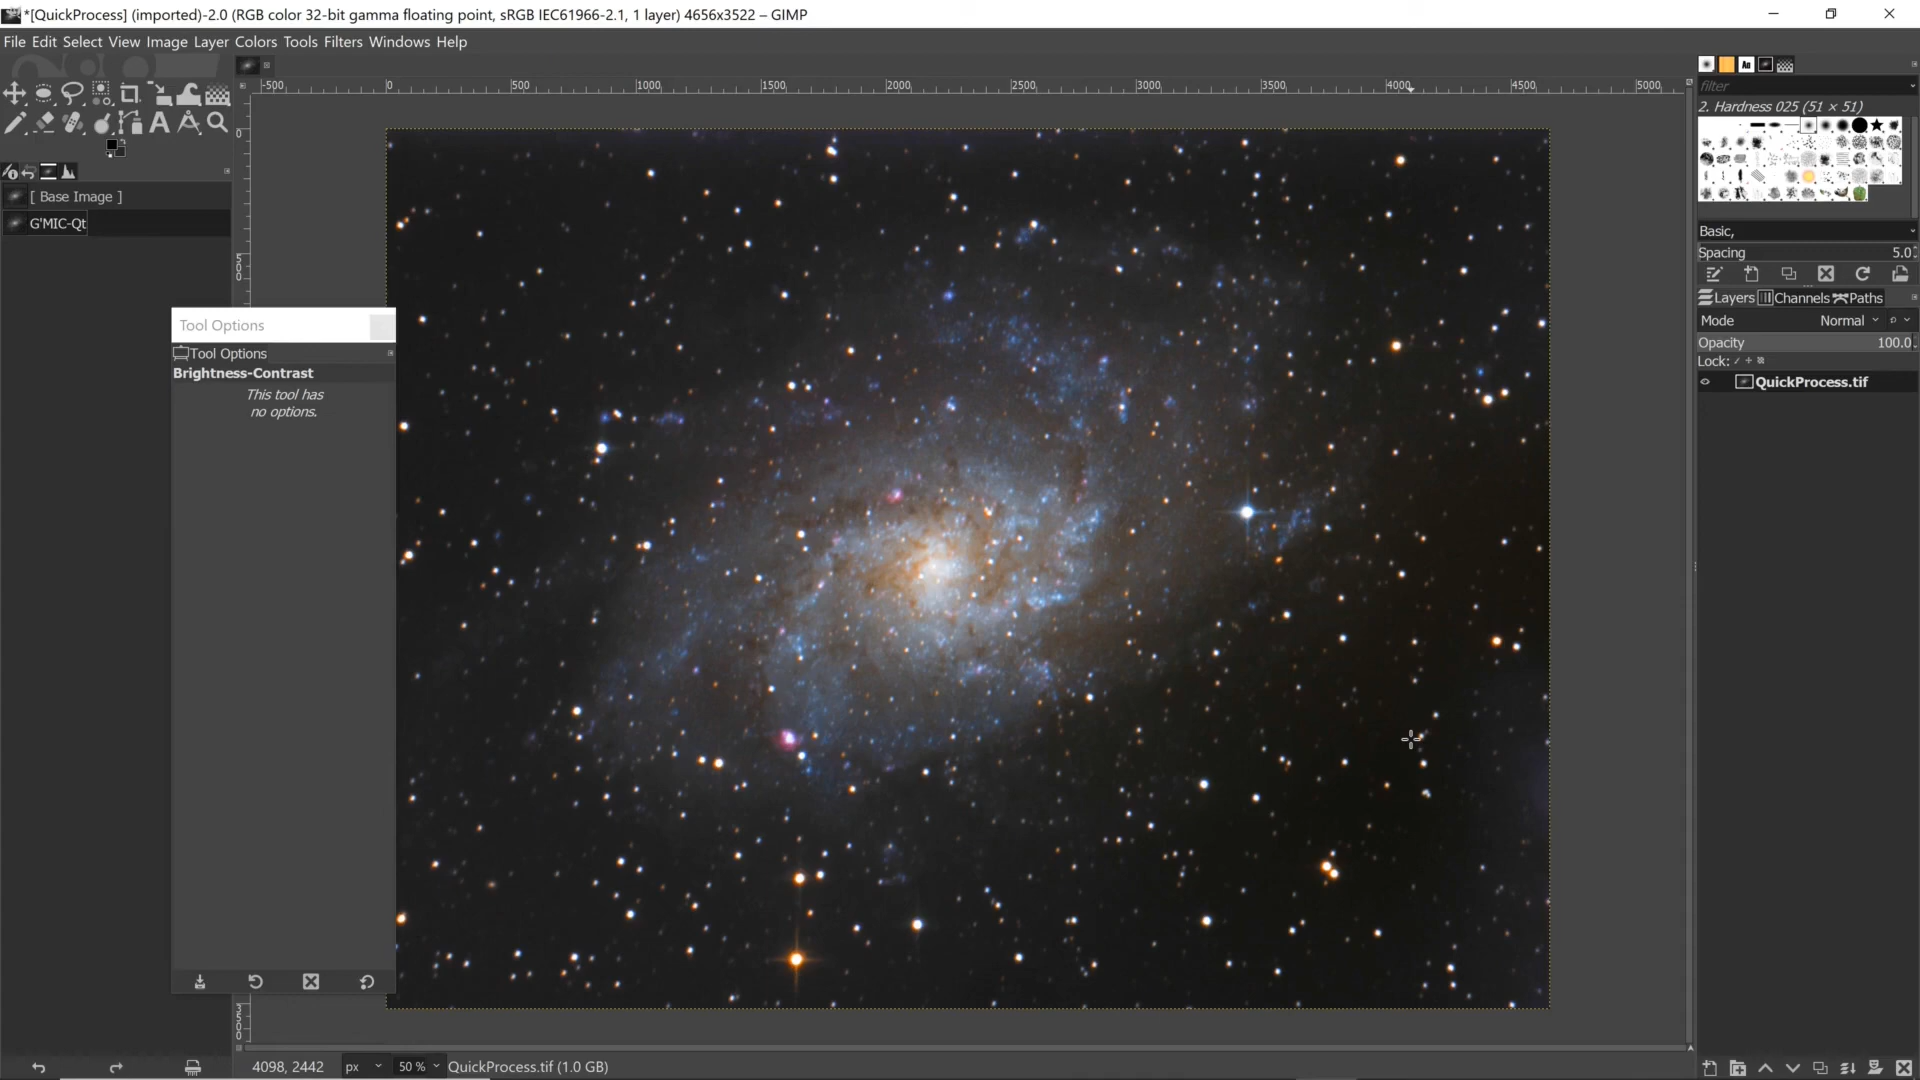 *[QuickProcess] (imported)-2.0 (RGB color 32-bit gamma floating point, sRGB IEC61966-2.1, 1 layer) 4656x3522 – GIMP
File Edit Select View Image Layer Colors Tools Filters Windows Help
-500 0 500 1000 1500 2000 2500 3000 3500 4000 4500 5000
filter
2. Hardness 025 (51 × 51)
0
[ Base Image ]
G'MIC-Qt
Basic,
Spacing 5.0
500
Layers Channels Paths
Tool Options
Mode Normal
Opacity 100.0
Tool Options
Lock:
Brightness-Contrast
QuickProcess.tif
This tool has
no options.
3500
4098, 2442 px 50 % QuickProcess.tif (1.0 GB)